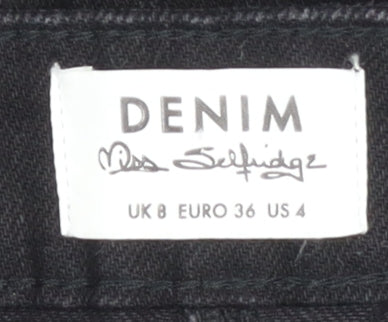 DENIM
Miss Selfridge
UK 8 EURO 36 US 4